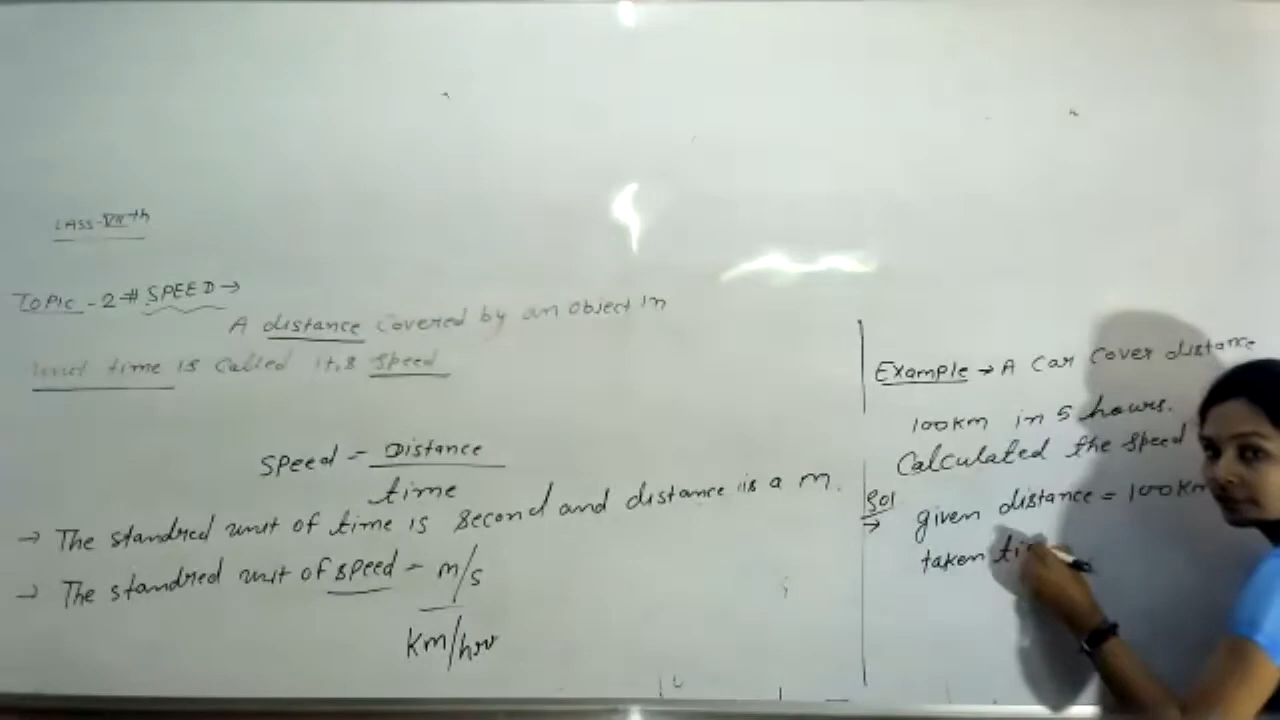 LASS-VIIth
TOPIC-2 # SPEED →
A distance covered by an object in
unit time is called it,s speed
speed = Distance
time
→ The standred unit of time is second and distance is a m.
→ The standred unit of speed = m/s
km/hr
Example → A car cover distance
100km in 5 hours.
Calculated the speed
Sol
⇒ given distance = 100km
taken